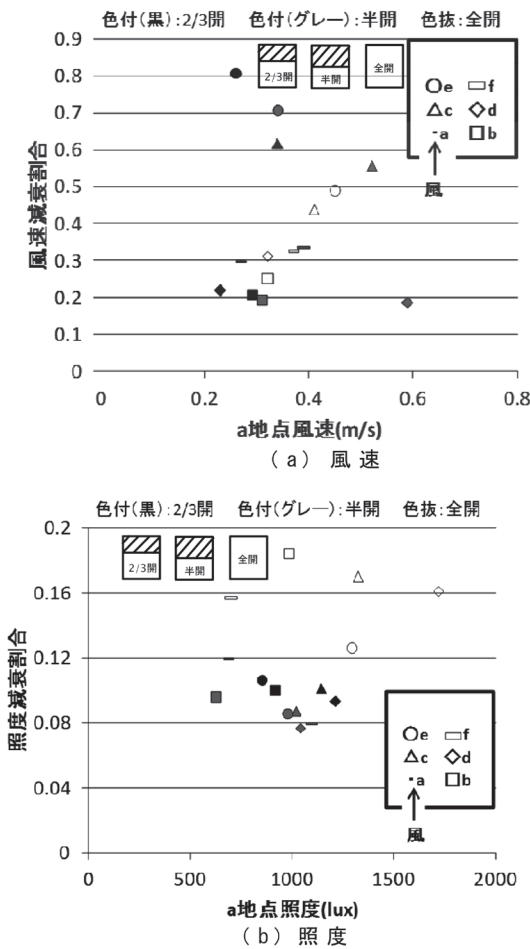 色付(黒):2/3開 色付(グレー):半開 色抜:全開
0.9
0.8
0.7
0.6
0.5
0.4
0.3
0.2
0.1
0
風速減衰割合
2/3開 半開 全開
○e ▭f
△c ◇d
-a □b
風
0 0.2 0.4 0.6 0.8
a地点風速(m/s)
(a) 風速
色付(黒):2/3開 色付(グレー):半開 色抜:全開
0.2
0.16
0.12
0.08
0.04
0
照度減衰割合
2/3開 半開 全開
○e ▭f
△c ◇d
-a □b
風
0 500 1000 1500 2000
a地点照度(lux)
(b) 照度